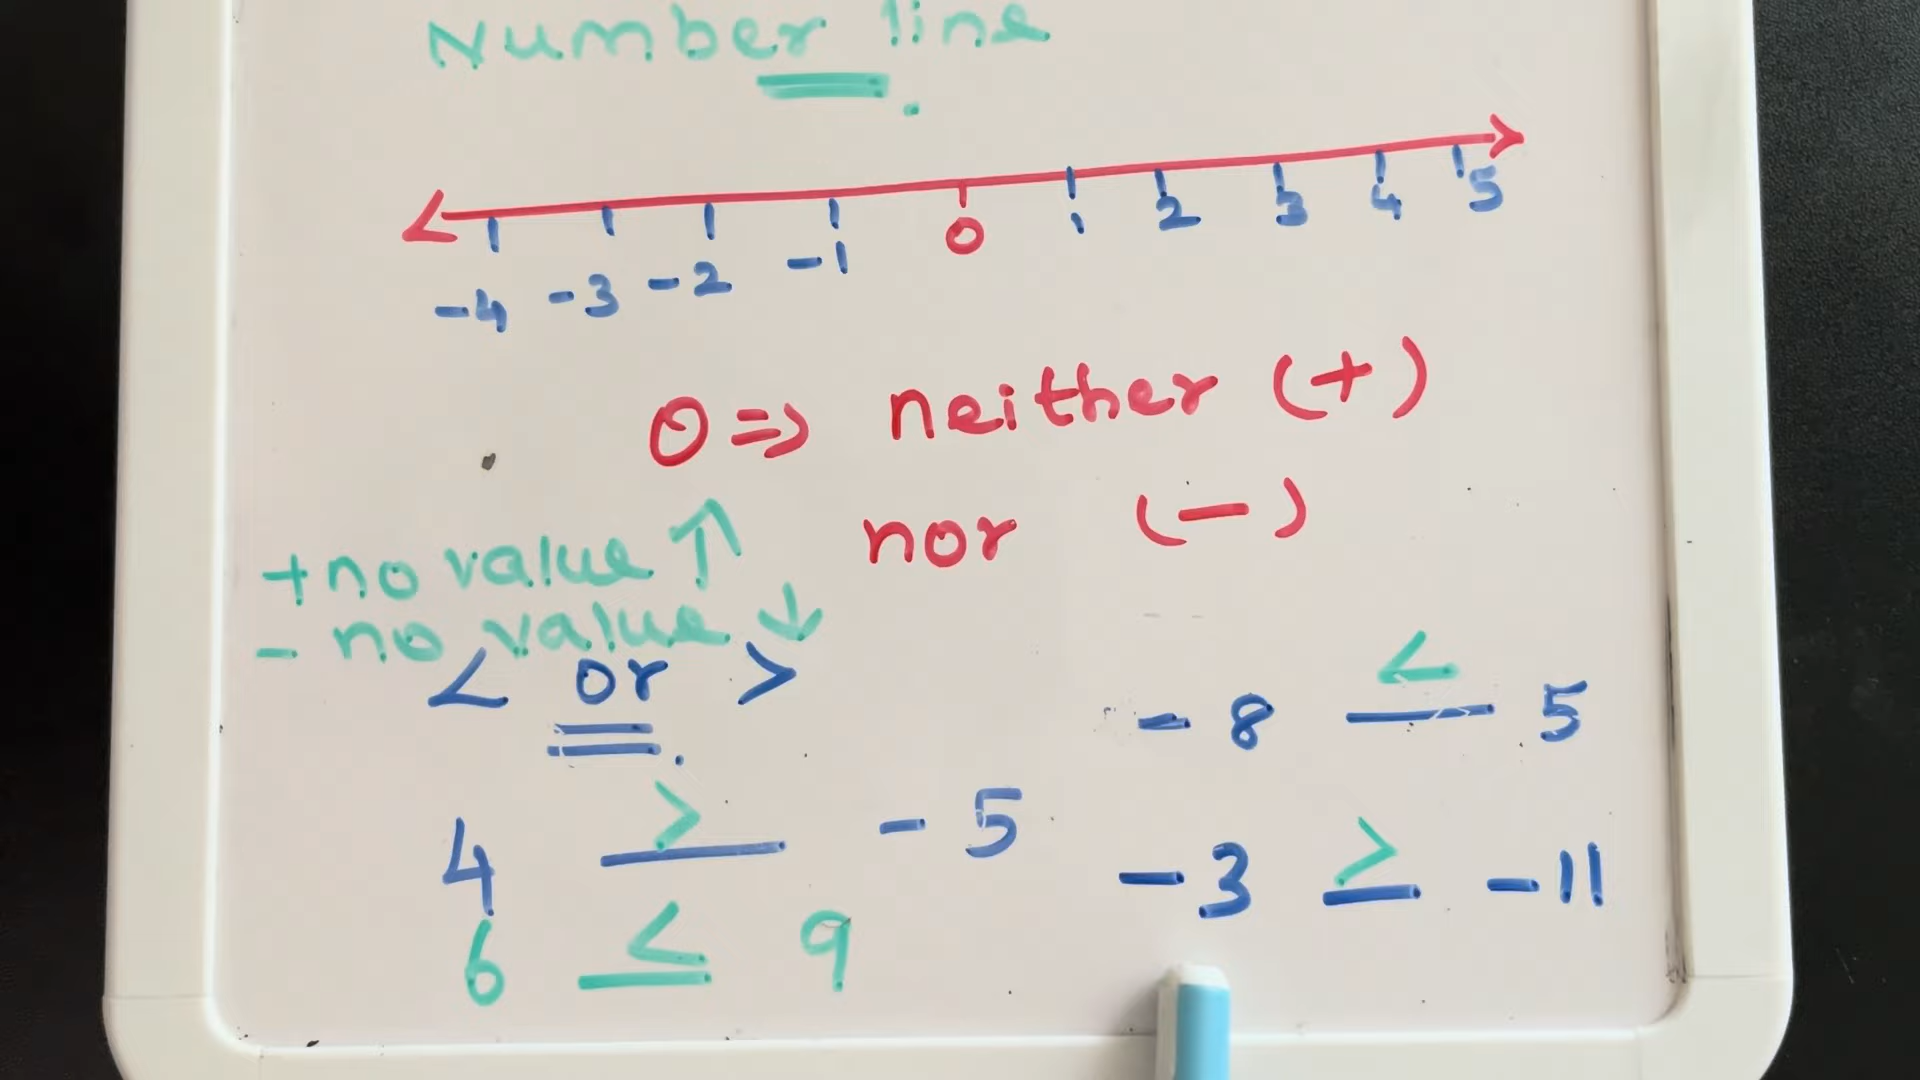 Number line
-4 -3 -2 -1 0 1 2 3 4 5
0 ⇒ neither (+)
nor (-)
+ no value ↑
- no value ↓
< or >
4 > -5
6 < 9
-8 < 5
-3 > -11